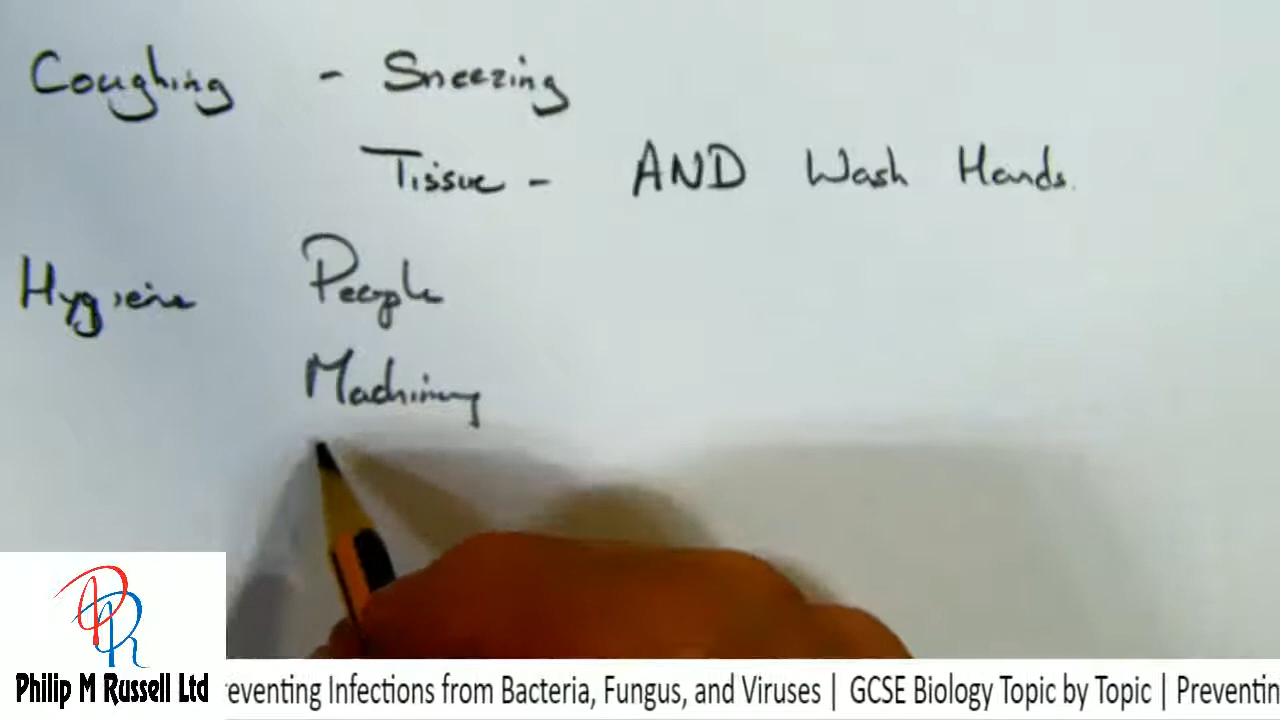 Coughing - Sneezing
Tissue - AND Wash Hands.
Hygiene People
Machinery
Philip M Russell Ltd
reventing Infections from Bacteria, Fungus, and Viruses | GCSE Biology Topic by Topic | Preventin